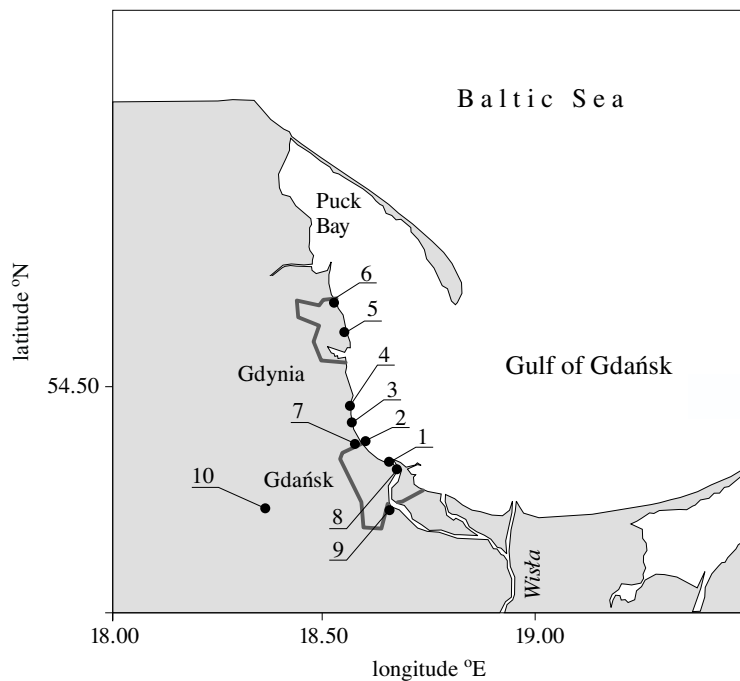 Baltic Sea
Puck
Bay
6
5
latitude °N
Gulf of Gdańsk
54.50
Gdynia
4
3
7
2
1
10
Gdańsk
8
9
Wisła
18.00
18.50
19.00
longitude °E